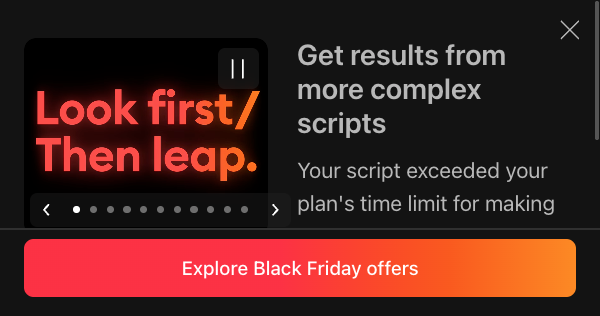 Look first/
Then leap.
Get results from
more complex
scripts
Your script exceeded your
plan's time limit for making
Explore Black Friday offers